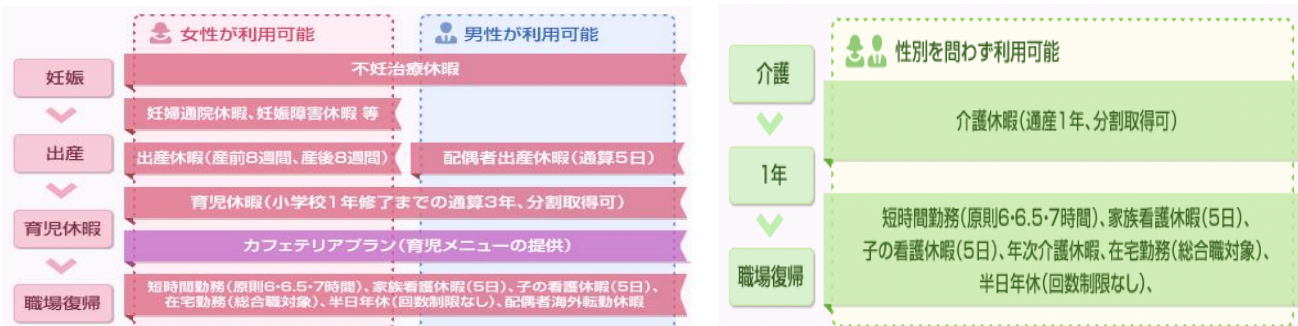 女性が利用可能
男性が利用可能
妊娠
不妊治療休暇
妊婦通院休暇、妊娠障害休暇 等
出産
出産休暇(産前8週間、産後8週間)
配偶者出産休暇(通算5日)
育児休暇(小学校1年修了までの通算3年、分割取得可)
育児休暇
カフェテリアプラン(育児メニューの提供)
職場復帰
短時間勤務(原則6・6.5・7時間)、家族看護休暇(5日)、子の看護休暇(5日)、
在宅勤務(総合職対象)、半日年休(回数制限なし)、配偶者海外転勤休暇
性別を問わず利用可能
介護
介護休暇(通産1年、分割取得可)
1年
職場復帰
短時間勤務(原則6・6.5・7時間)、家族看護休暇(5日)、
子の看護休暇(5日)、年次介護休暇、在宅勤務(総合職対象)、
半日年休(回数制限なし)、